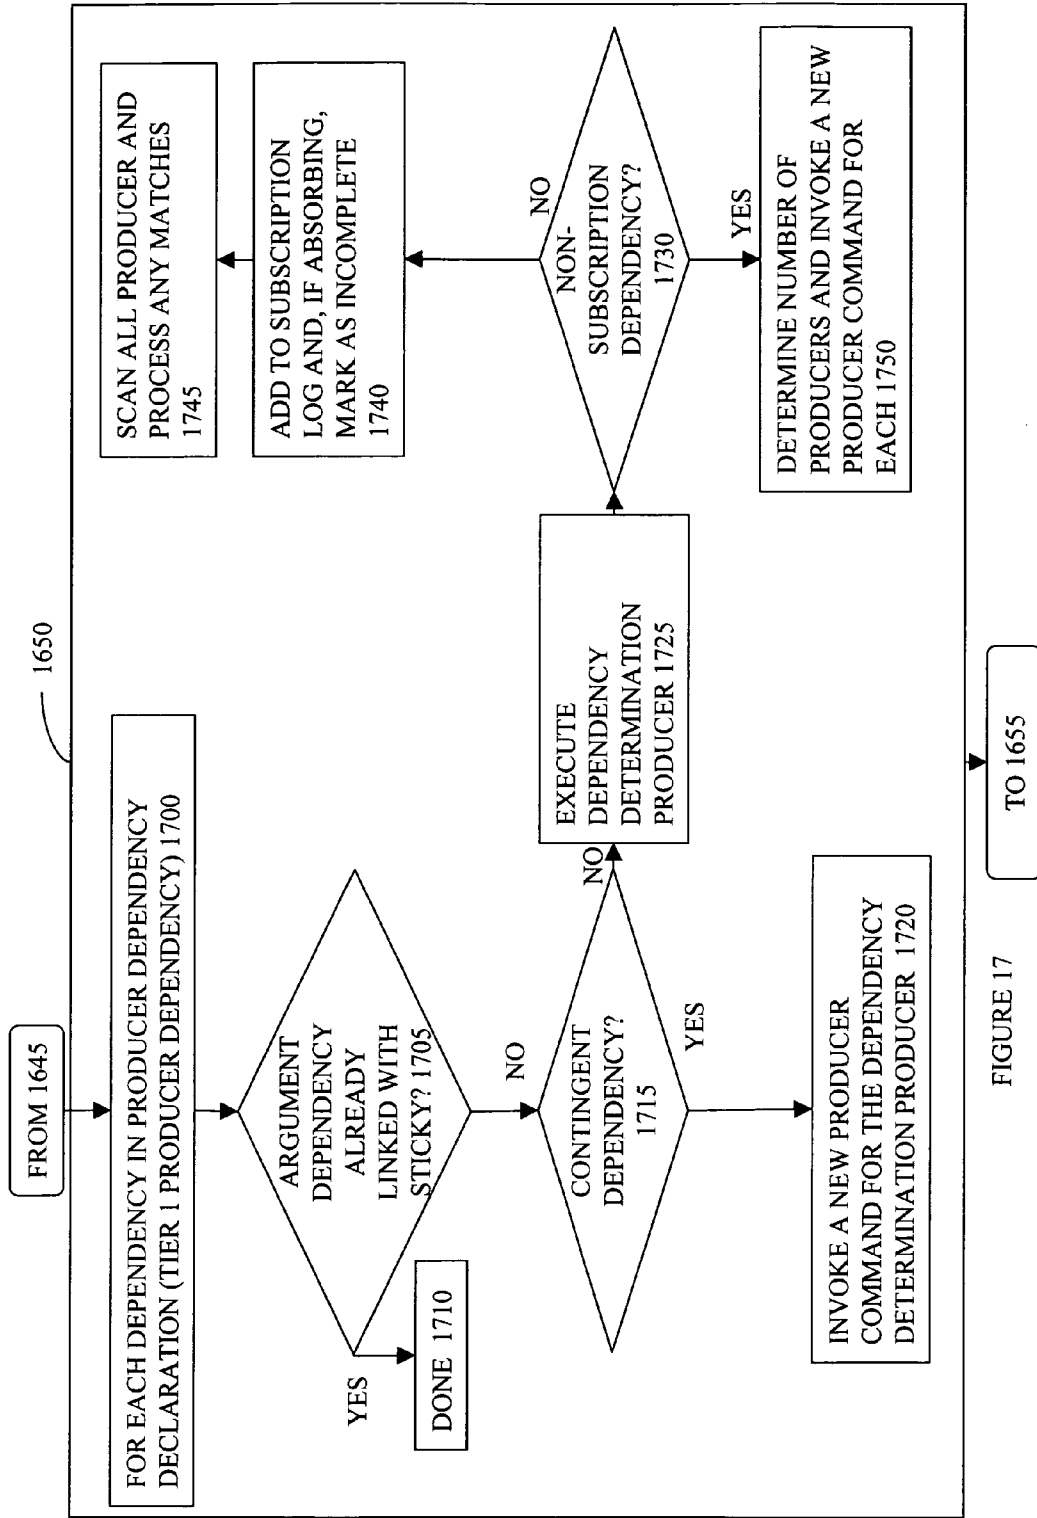 FROM 1645
1650
FOR EACH DEPENDENCY IN PRODUCER DEPENDENCY
DECLARATION (TIER 1 PRODUCER DEPENDENCY) 1700
ARGUMENT
DEPENDENCY
ALREADY
LINKED WITH
STICKY? 1705
YES
DONE 1710
NO
CONTINGENT
DEPENDENCY?
1715
YES
INVOKE A NEW PRODUCER
COMMAND FOR THE DEPENDENCY
DETERMINATION PRODUCER 1720
NO
EXECUTE
DEPENDENCY
DETERMINATION
PRODUCER 1725
NON-
SUBSCRIPTION
DEPENDENCY?
1730
NO
ADD TO SUBSCRIPTION
LOG AND, IF ABSORBING,
MARK AS INCOMPLETE
1740
SCAN ALL PRODUCER AND
PROCESS ANY MATCHES
1745
YES
DETERMINE NUMBER OF
PRODUCERS AND INVOKE A NEW
PRODUCER COMMAND FOR
EACH 1750
TO 1655
FIGURE 17